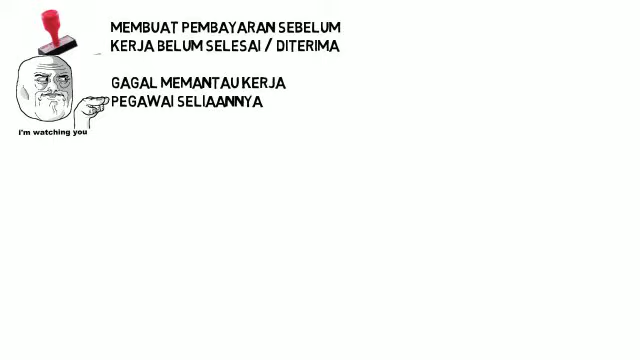 MEMBUAT PEMBAYARAN SEBELUM
KERJA BELUM SELESAI / DITERIMA
GAGAL MEMANTAU KERJA
PEGAWAI SELIAANNYA
I'm watching you